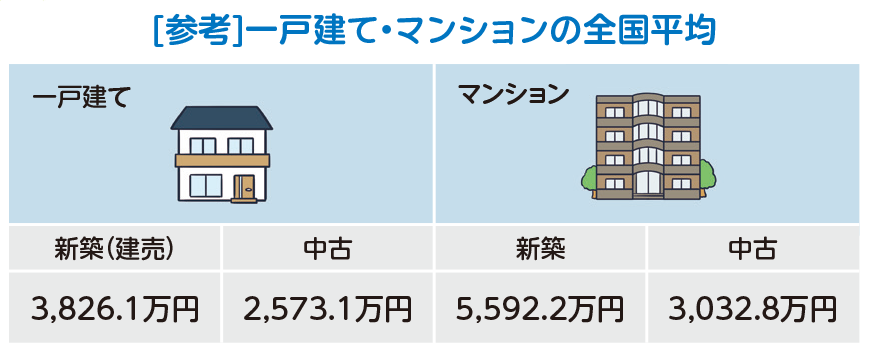 [参考]一戸建て・マンションの全国平均
一戸建て
マンション
新築(建売)
中古
新築
中古
3,826.1万円
2,573.1万円
5,592.2万円
3,032.8万円